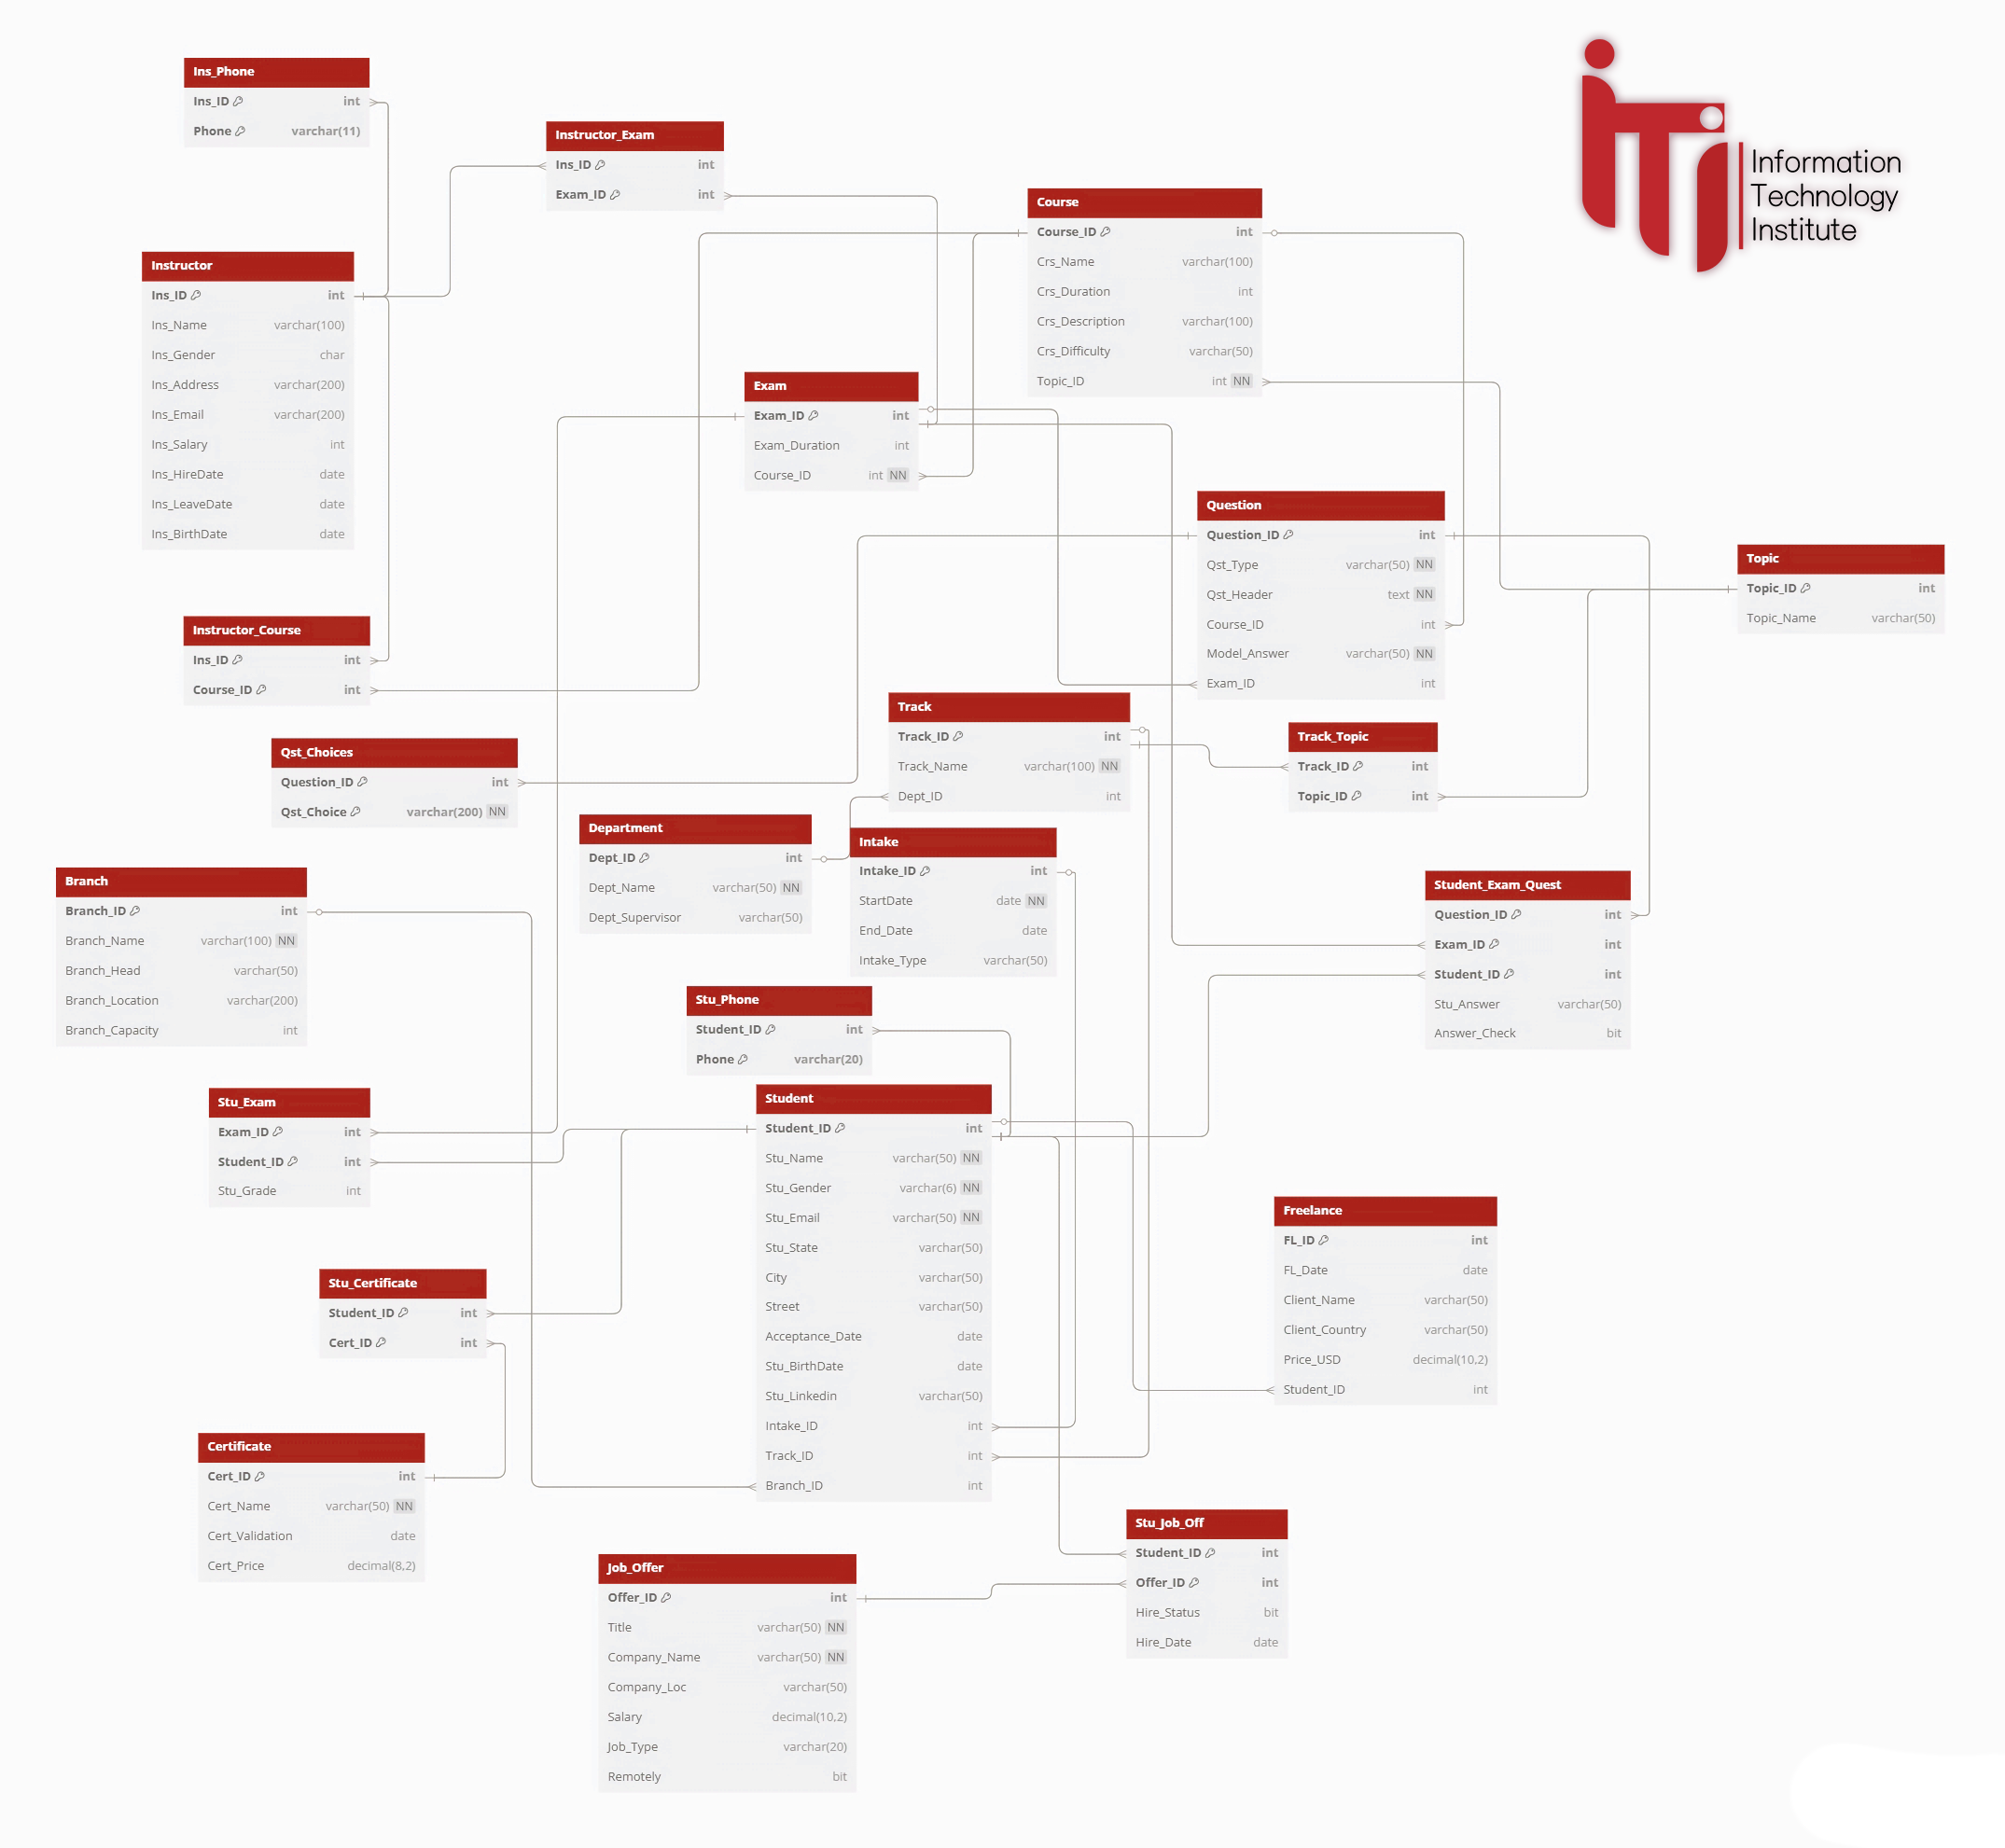 Information
Technology
Institute
Ins_Phone
Ins_ID int
Phone varchar(11)
Instructor_Exam
Ins_ID int
Exam_ID int
Course
Course_ID int
Crs_Name varchar(100)
Crs_Duration int
Crs_Description varchar(100)
Crs_Difficulty varchar(50)
Topic_ID int NN
Instructor
Ins_ID int
Ins_Name varchar(100)
Ins_Gender char
Ins_Address varchar(200)
Ins_Email varchar(200)
Ins_Salary int
Ins_HireDate date
Ins_LeaveDate date
Ins_BirthDate date
Exam
Exam_ID int
Exam_Duration int
Course_ID int NN
Question
Question_ID int
Qst_Type varchar(50) NN
Qst_Header text NN
Course_ID int
Model_Answer varchar(50) NN
Exam_ID int
Topic
Topic_ID int
Topic_Name varchar(50)
Instructor_Course
Ins_ID int
Course_ID int
Track
Track_ID int
Track_Name varchar(100) NN
Dept_ID int
Track_Topic
Track_ID int
Topic_ID int
Qst_Choices
Question_ID int
Qst_Choice varchar(200) NN
Department
Dept_ID int
Dept_Name varchar(50) NN
Dept_Supervisor varchar(50)
Intake
Intake_ID int
StartDate date NN
End_Date date
Intake_Type varchar(50)
Branch
Branch_ID int
Branch_Name varchar(100) NN
Branch_Head varchar(50)
Branch_Location varchar(200)
Branch_Capacity int
Student_Exam_Quest
Question_ID int
Exam_ID int
Student_ID int
Stu_Answer varchar(50)
Answer_Check bit
Stu_Phone
Student_ID int
Phone varchar(20)
Stu_Exam
Exam_ID int
Student_ID int
Stu_Grade int
Student
Student_ID int
Stu_Name varchar(50) NN
Stu_Gender varchar(6) NN
Stu_Email varchar(50) NN
Stu_State varchar(50)
City varchar(50)
Street varchar(50)
Acceptance_Date date
Stu_BirthDate date
Stu_Linkedin varchar(50)
Intake_ID int
Track_ID int
Branch_ID int
Freelance
FL_ID int
FL_Date date
Client_Name varchar(50)
Client_Country varchar(50)
Price_USD decimal(10,2)
Student_ID int
Stu_Certificate
Student_ID int
Cert_ID int
Certificate
Cert_ID int
Cert_Name varchar(50) NN
Cert_Validation date
Cert_Price decimal(8,2)
Stu_Job_Off
Student_ID int
Offer_ID int
Hire_Status bit
Hire_Date date
Job_Offer
Offer_ID int
Title varchar(50) NN
Company_Name varchar(50) NN
Company_Loc varchar(50)
Salary decimal(10,2)
Job_Type varchar(20)
Remotely bit